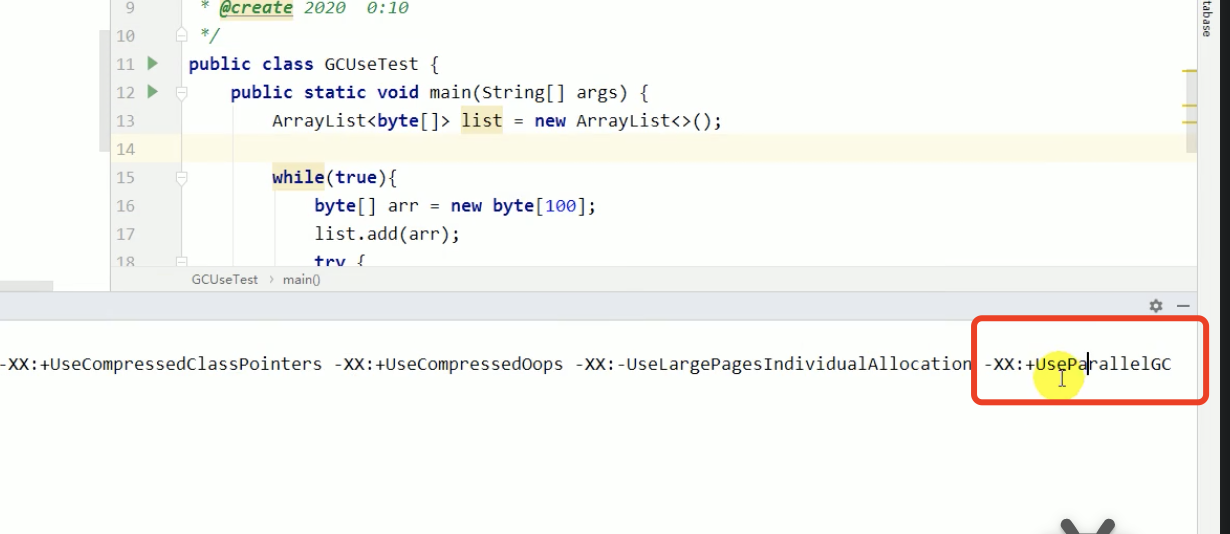 9 * @create 2020 0:10
10 */
11 public class GCUseTest {
12 public static void main(String[] args) {
13 ArrayList<byte[]> list = new ArrayList<>();
14
15 while(true){
16 byte[] arr = new byte[100];
17 list.add(arr);
18 try {
GCUseTest › main()
-XX:+UseCompressedClassPointers -XX:+UseCompressedOops -XX:-UseLargePagesIndividualAllocation -XX:+UseParallelGC
tabase